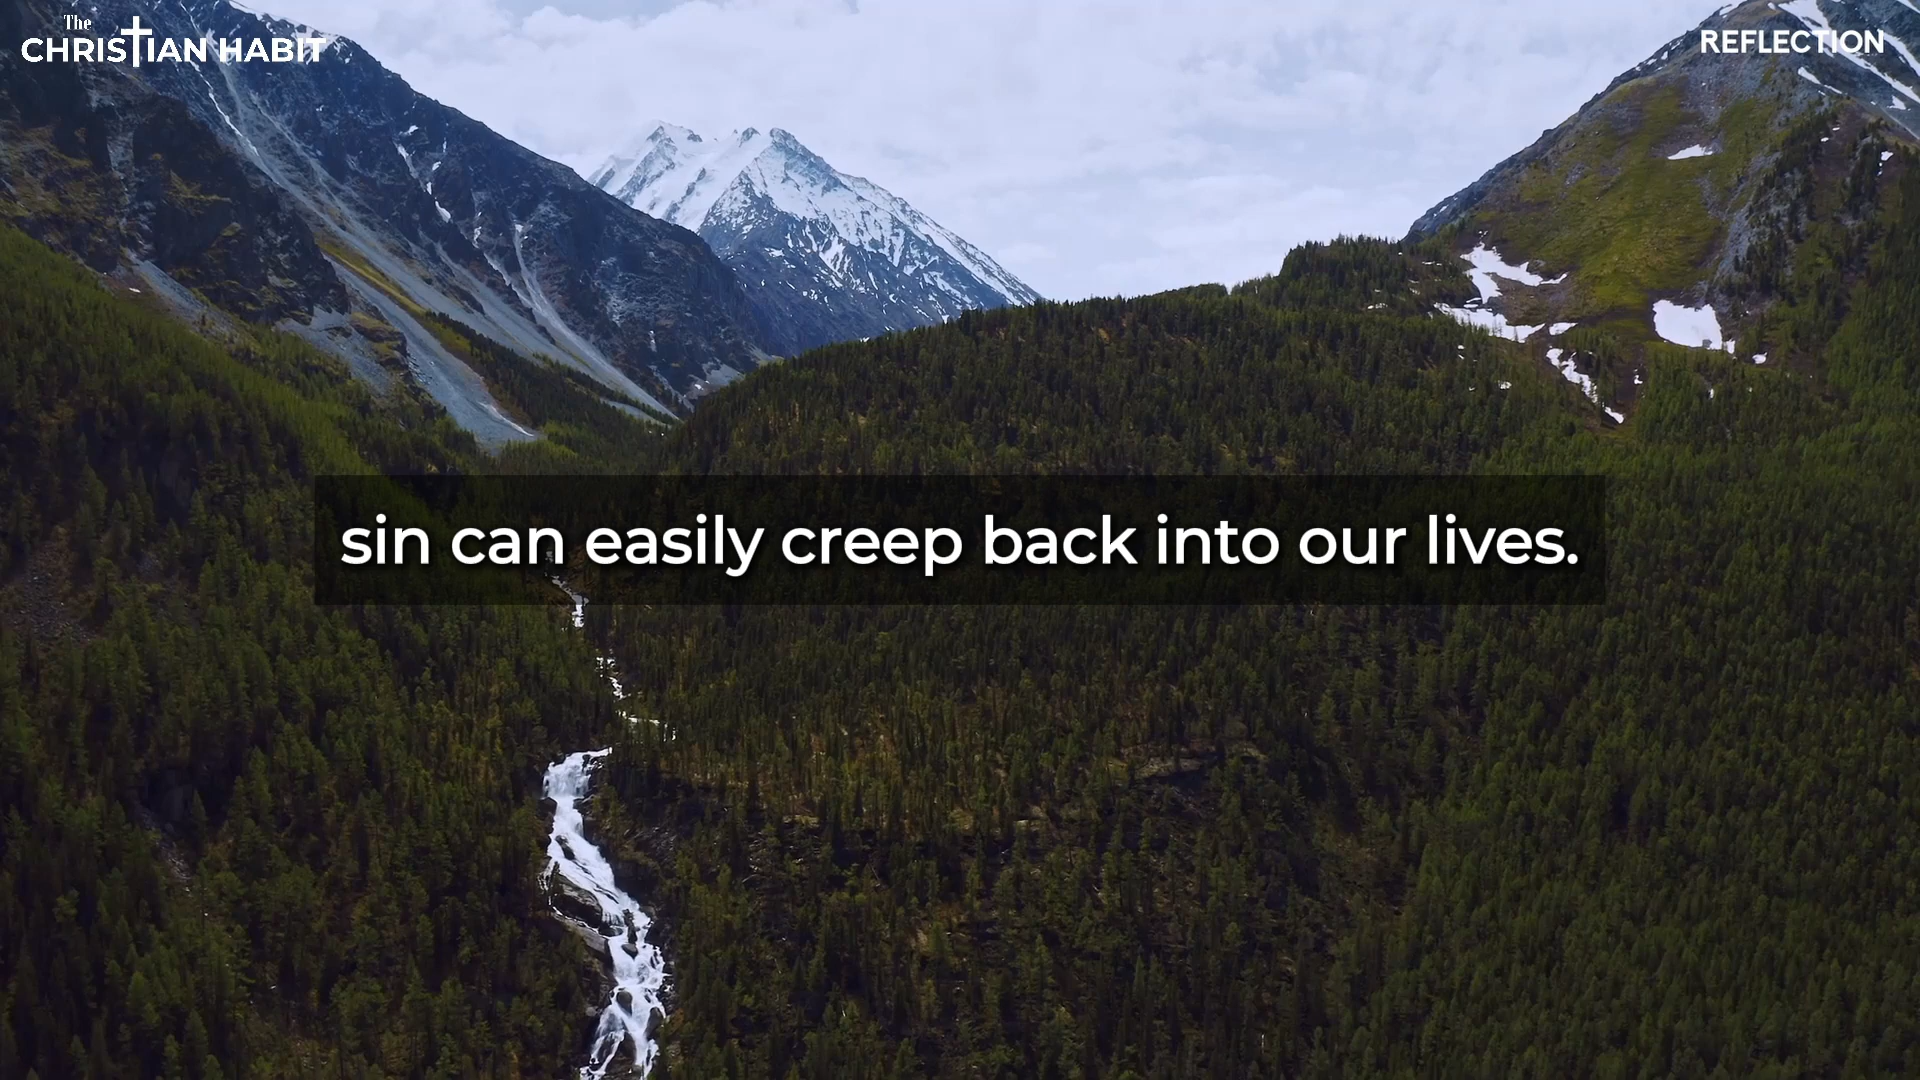 The
CHRISTIAN HABIT
REFLECTION
sin can easily creep back into our lives.